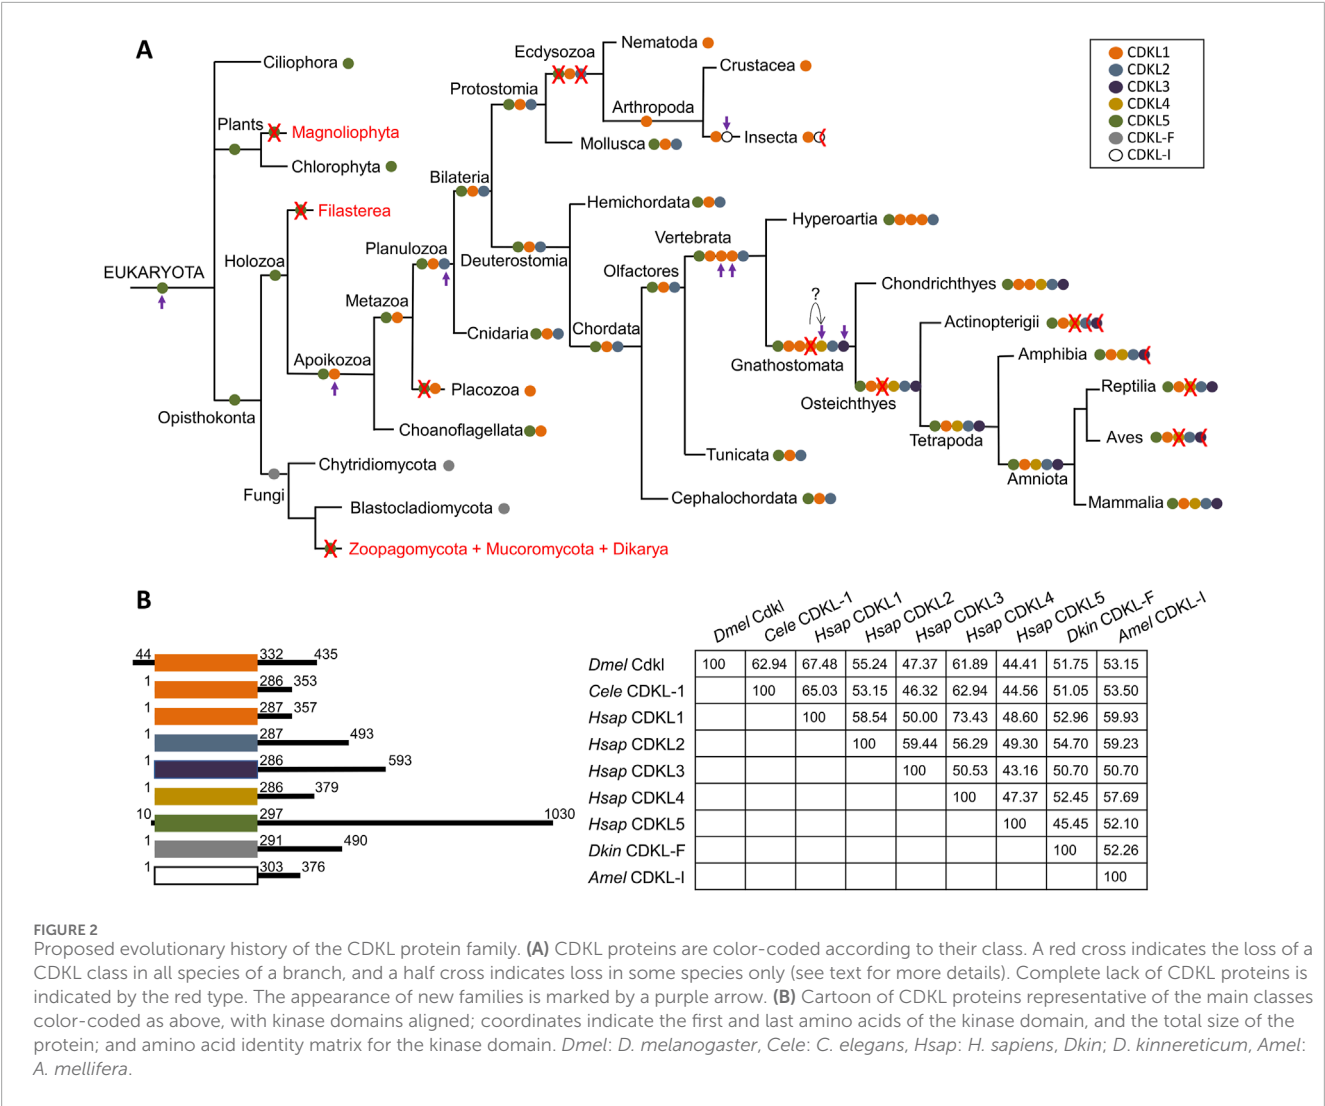 A
Ciliophora
Plants
Magnoliophyta
Chlorophyta
Filasterea
EUKARYOTA
Holozoa
Opisthokonta
Apoikozoa
Metazoa
Planulozoa
Bilateria
Protostomia
Ecdysozoa
Nematoda
Crustacea
Arthropoda
Insecta
Mollusca
Hemichordata
Deuterostomia
Cnidaria
Placozoa
Choanoflagellata
Chytridiomycota
Fungi
Blastocladiomycota
Zoopagomycota + Mucoromycota + Dikarya
Chordata
Olfactores
Vertebrata
Hyperoartia
Chondrichthyes
?
Gnathostomata
Actinopterigii
Osteichthyes
Amphibia
Reptilia
Aves
Tetrapoda
Amniota
Mammalia
Tunicata
Cephalochordata
CDKL1
CDKL2
CDKL3
CDKL4
CDKL5
CDKL-F
CDKL-I
B
44 332 435
1 286 353
1 287 357
1 287 493
1 286 593
1 286 379
10 297 1030
1 291 490
1 303 376
Dmel Cdkl
Cele CDKL-1
Hsap CDKL1
Hsap CDKL2
Hsap CDKL3
Hsap CDKL4
Hsap CDKL5
Dkin CDKL-F
Amel CDKL-I
Dmel Cdkl 100 62.94 67.48 55.24 47.37 61.89 44.41 51.75 53.15
Cele CDKL-1 100 65.03 53.15 46.32 62.94 44.56 51.05 53.50
Hsap CDKL1 100 58.54 50.00 73.43 48.60 52.96 59.93
Hsap CDKL2 100 59.44 56.29 49.30 54.70 59.23
Hsap CDKL3 100 50.53 43.16 50.70 50.70
Hsap CDKL4 100 47.37 52.45 57.69
Hsap CDKL5 100 45.45 52.10
Dkin CDKL-F 100 52.26
Amel CDKL-I 100
FIGURE 2
Proposed evolutionary history of the CDKL protein family. (A) CDKL proteins are color-coded according to their class. A red cross indicates the loss of a
CDKL class in all species of a branch, and a half cross indicates loss in some species only (see text for more details). Complete lack of CDKL proteins is
indicated by the red type. The appearance of new families is marked by a purple arrow. (B) Cartoon of CDKL proteins representative of the main classes
color-coded as above, with kinase domains aligned; coordinates indicate the first and last amino acids of the kinase domain, and the total size of the
protein; and amino acid identity matrix for the kinase domain. Dmel: D. melanogaster, Cele: C. elegans, Hsap: H. sapiens, Dkin; D. kinnereticum, Amel:
A. mellifera.